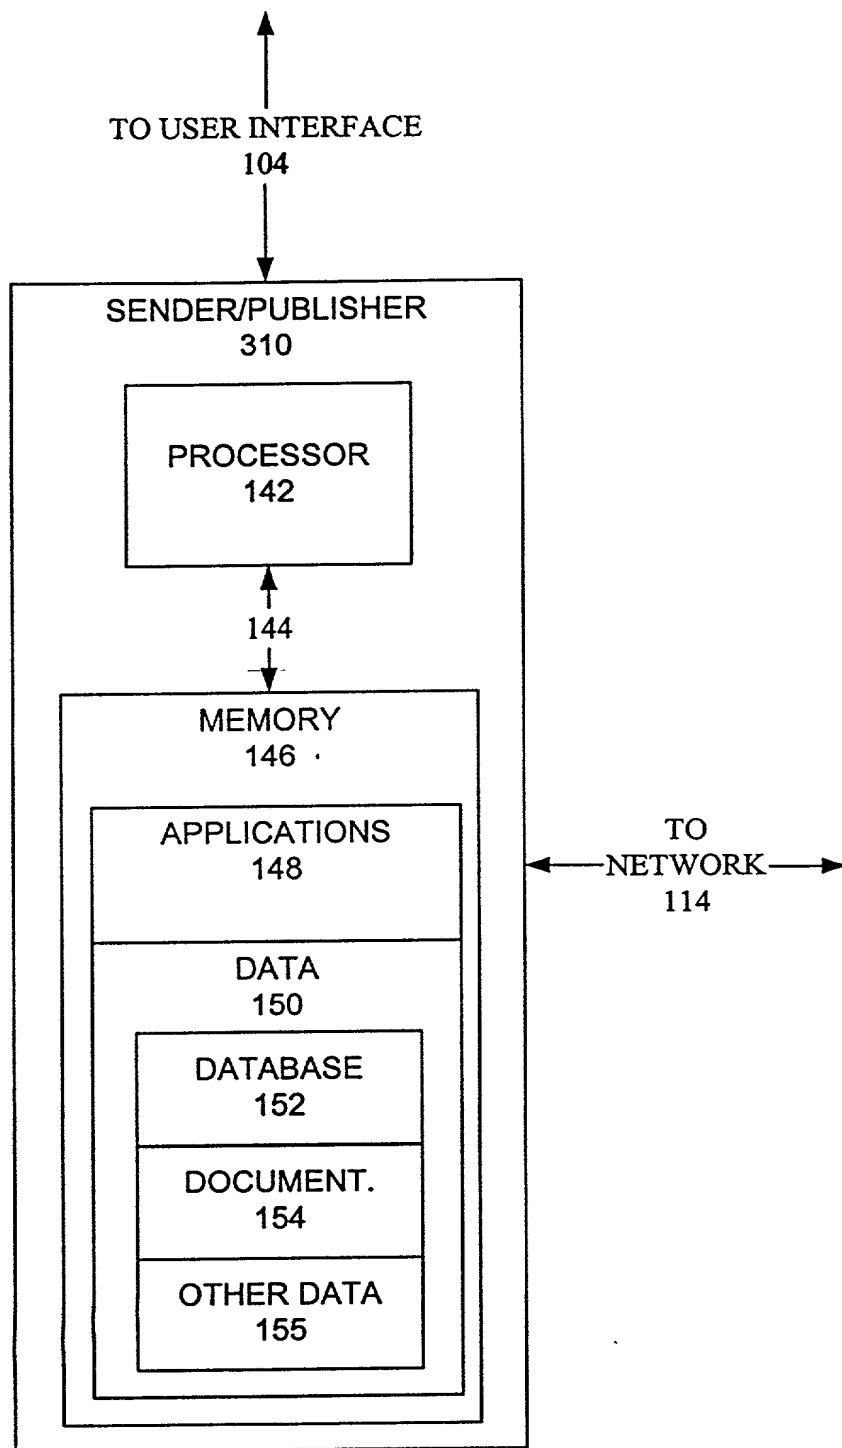 TO USER INTERFACE
104
SENDER/PUBLISHER
310
PROCESSOR
142
144
MEMORY
146
APPLICATIONS
148
TO
NETWORK
114
DATA
150
DATABASE
152
DOCUMENT.
154
OTHER DATA
155